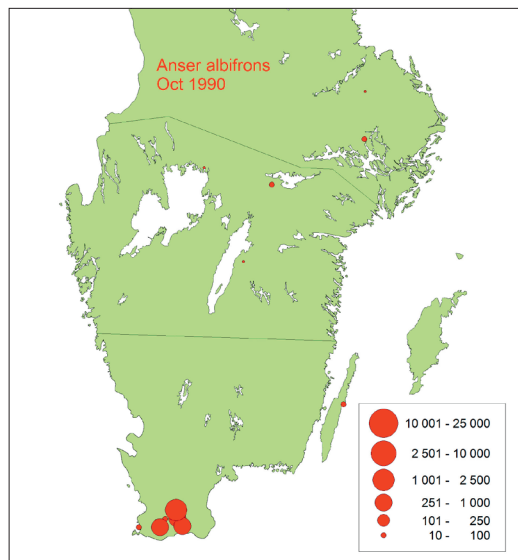 Anser albifrons
Oct 1990
10 001 - 25 000
2 501 - 10 000
1 001 - 2 500
251 - 1 000
101 - 250
10 - 100